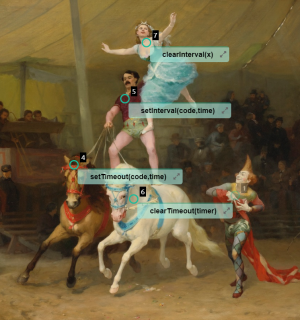 7
clearInterval(x)
5
setInterval(code,time)
4
setTimeout(code,time)
6
clearTimeout(timer)